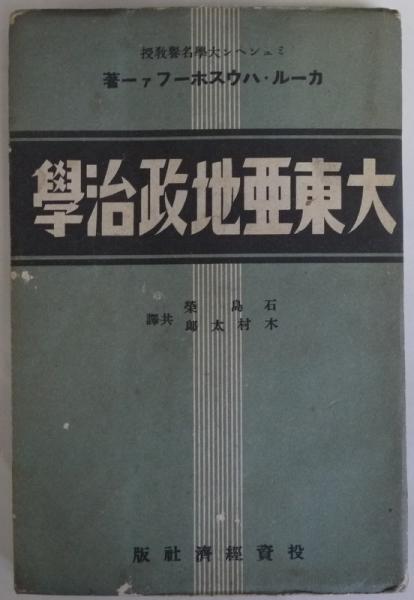 ミュンヘン大學名譽敎授
カール・ハウスホーファー著
大東亜地政治學
石島 榮
木村太郎 共譯
投資經濟社版